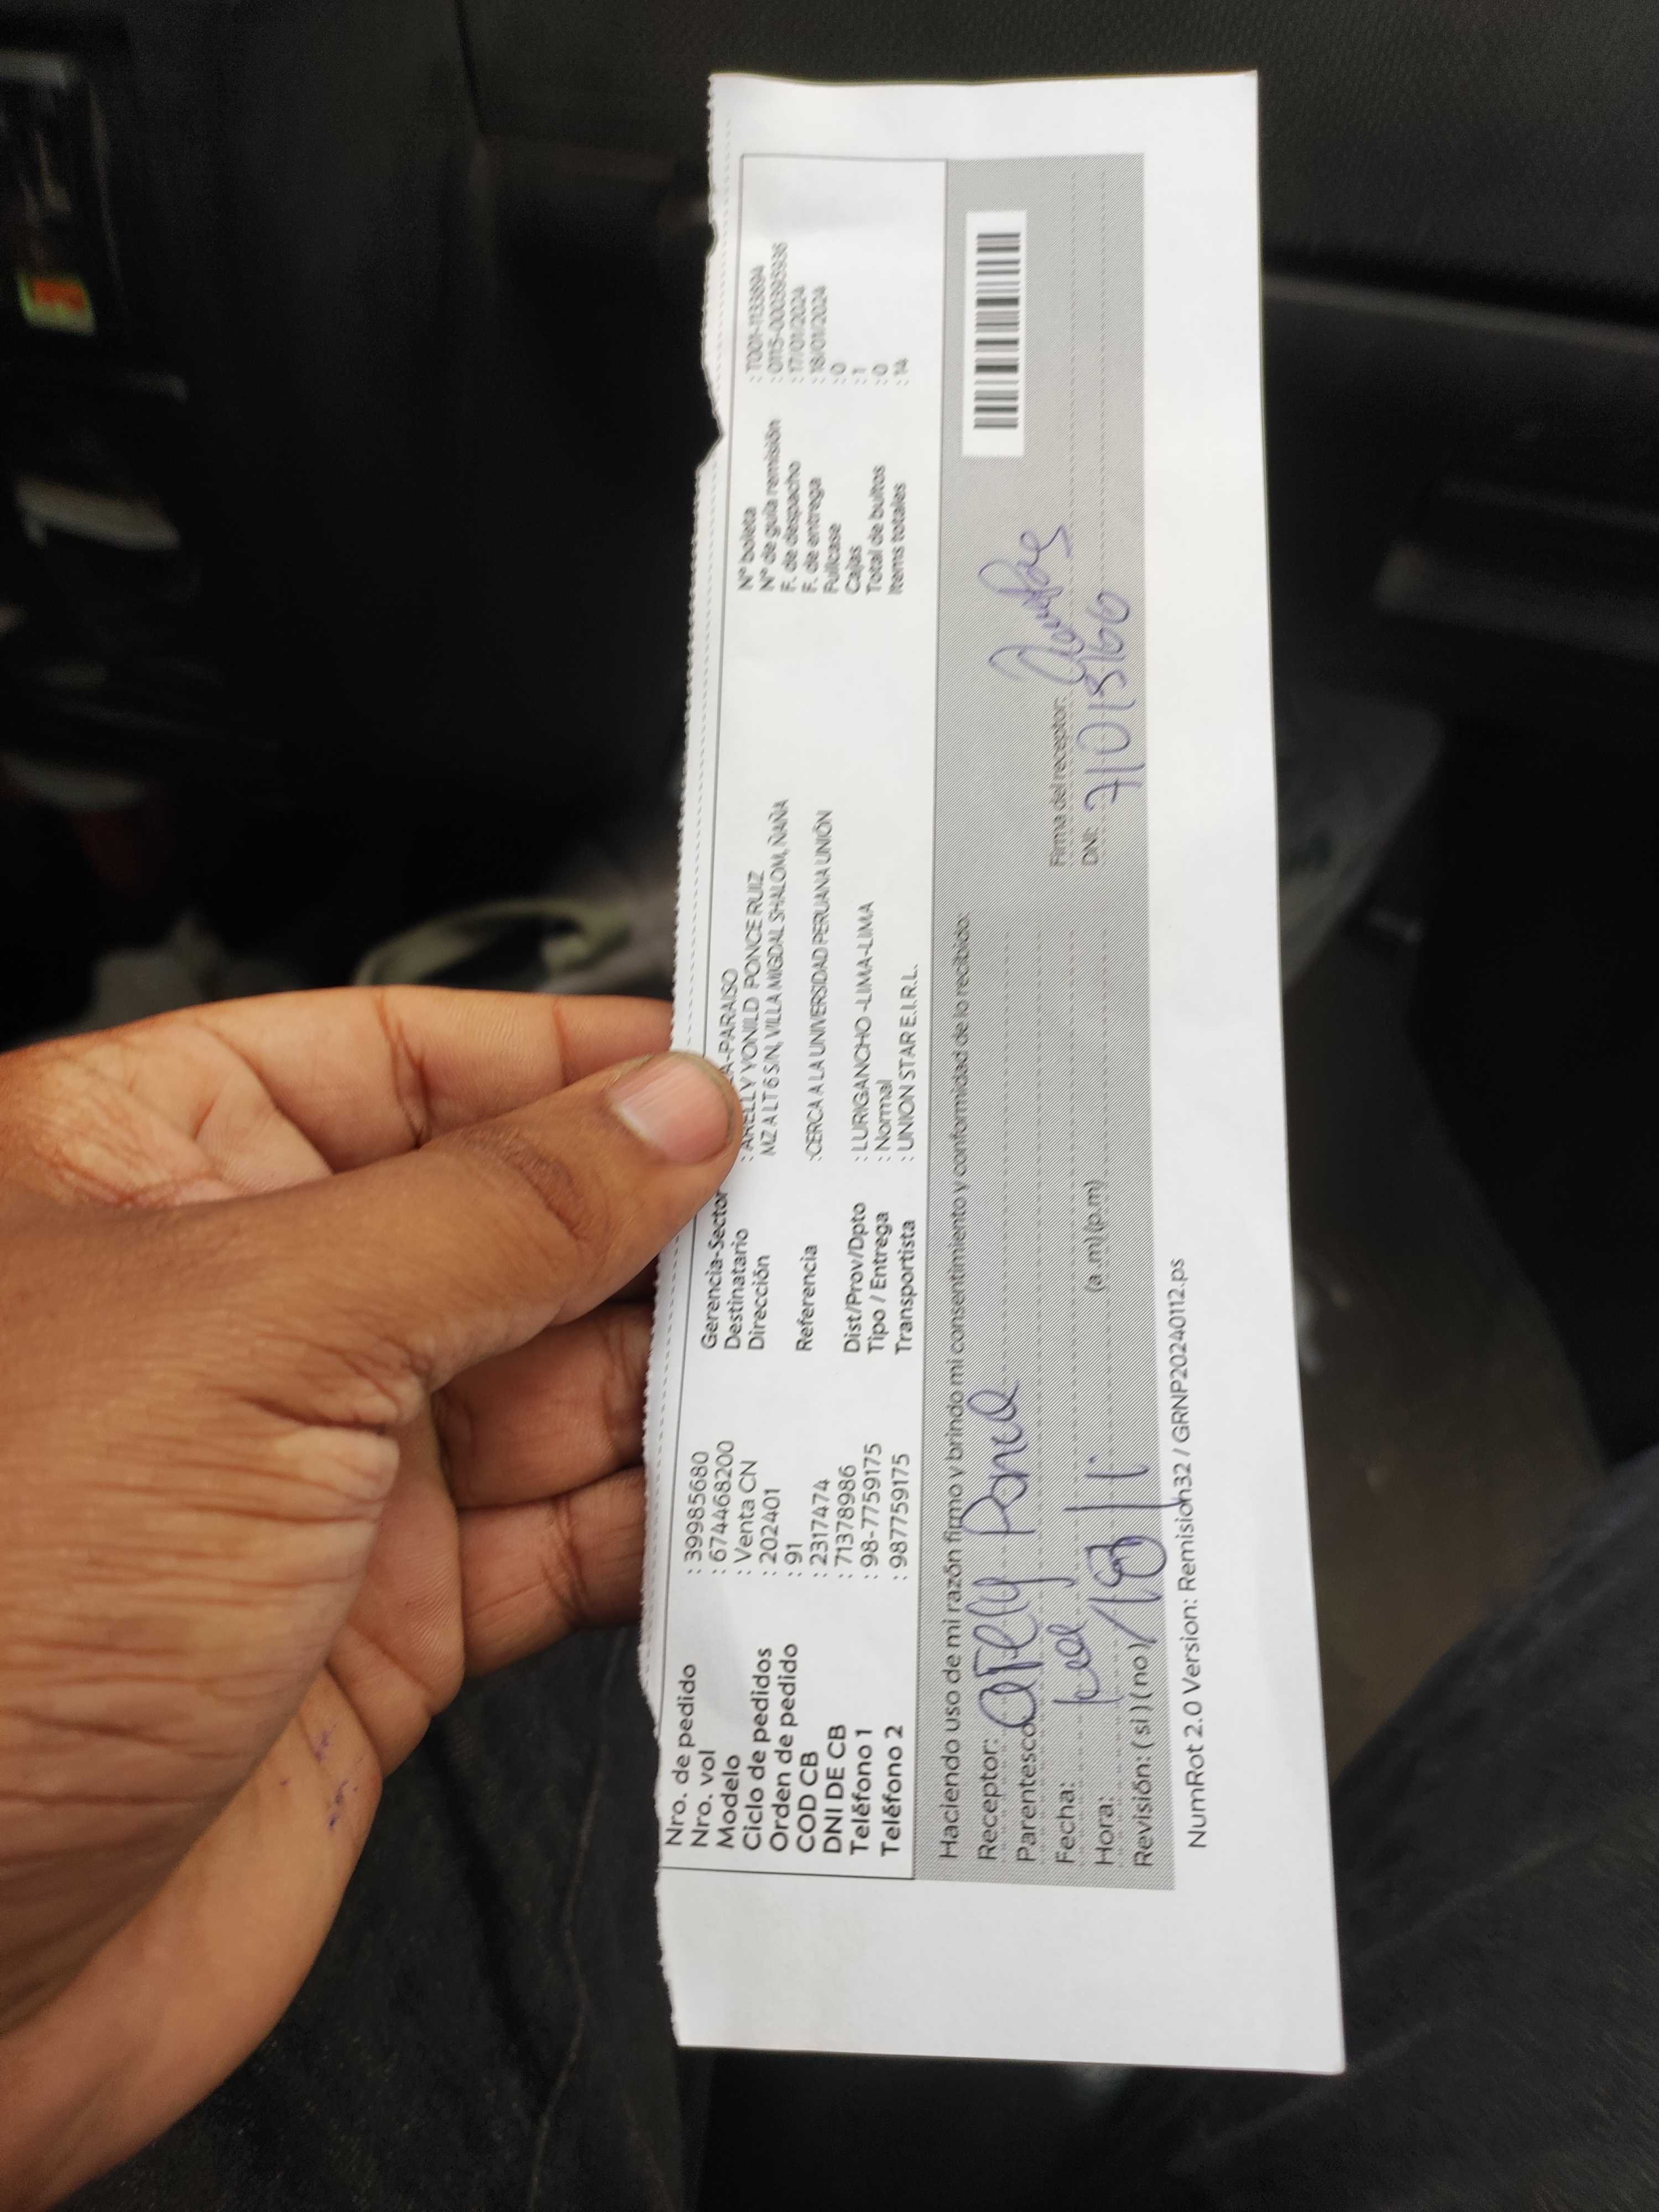 Nro. de pedido : 39985680
Nro. vol : 674468200
Modelo : Venta CN
Ciclo de pedidos : 202401
Orden de pedido : 91
COD CB : 2317474
DNI DE CB : 71378986
Teléfono 1 : 98-7759175
Teléfono 2 : 987759175
Gerencia-Sector A-PARAISO
Destinatario : ARELLY YONILD PONCE RUIZ
Dirección MZ A LT 6 S/N, VILLA MIGDAL SHALOM, ÑAÑA
Referencia :CERCA A LA UNIVERSIDAD PERUANA UNIÓN
Dist/Prov/Dpto : LURIGANCHO -LIMA-LIMA
Tipo / Entrega : Normal
Transportista : UNION STAR E.I.R.L.
N° boleta : T001-1133894
N° de guía remisión : 0115-0003955936
F. de despacho : 17/01/2024
F. de entrega : 18/01/2024
Fullcase : 0
Cajas : 1
Total de bultos : 0
Items totales : 14
Haciendo uso de mi razón firmo y brindo mi consentimiento y conformidad de lo recibido.
Receptor: arelly Ponce
Parentesco
Fecha:
Hora: (a.m)(p.m)
Revisión: (si)(no) 18/1
Firma del receptor:
DNI:
NumRot 2.0 Version: Remision32 / GRNP20240112.ps